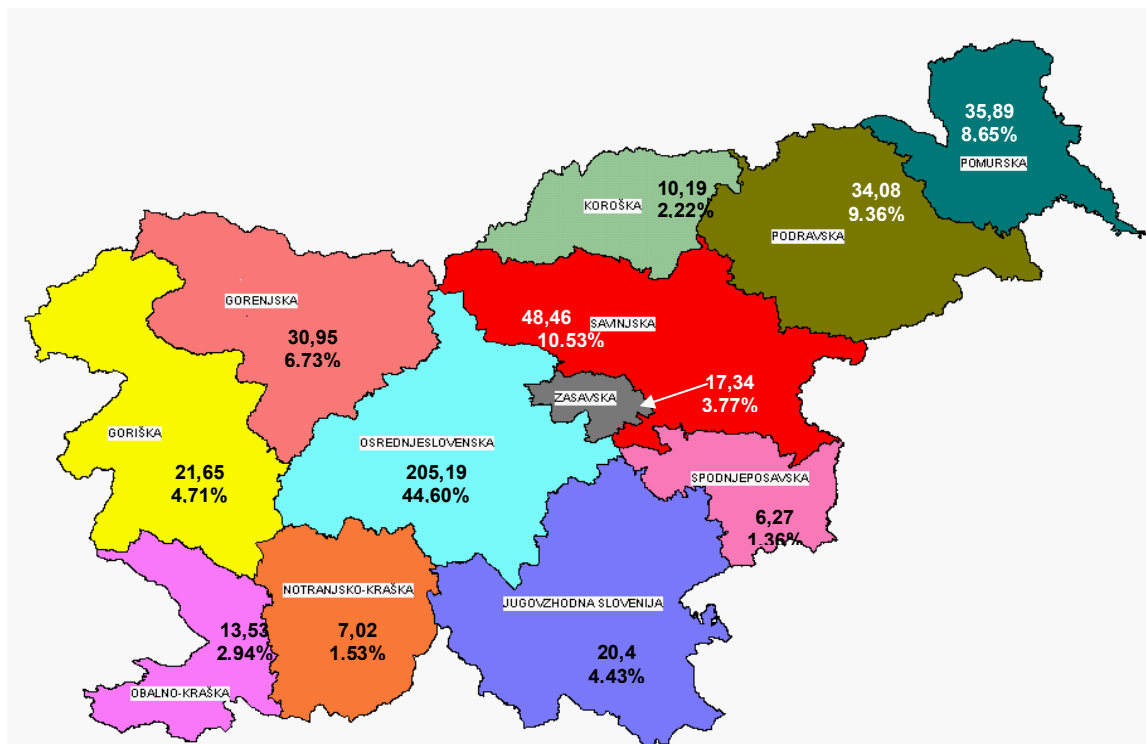 35,89
8.65%
POMURSKA
10,19
2,22%
KOROŠKA
34,08
9.36%
PODRAVSKA
GORENJSKA
30,95
6.73%
48,46
SAVINJSKA
10.53%
17,34
3.77%
ZASAVSKA
GORIŠKA
21,65
4.71%
OSREDNJESLOVENSKA
205,19
44.60%
SPODNJEPOSAVSKA
6,27
1.36%
NOTRANJSKO-KRAŠKA
7,02
1.53%
JUGOVZHODNA SLOVENIJA
20,4
4.43%
13,53
2.94%
OBALNO-KRAŠKA